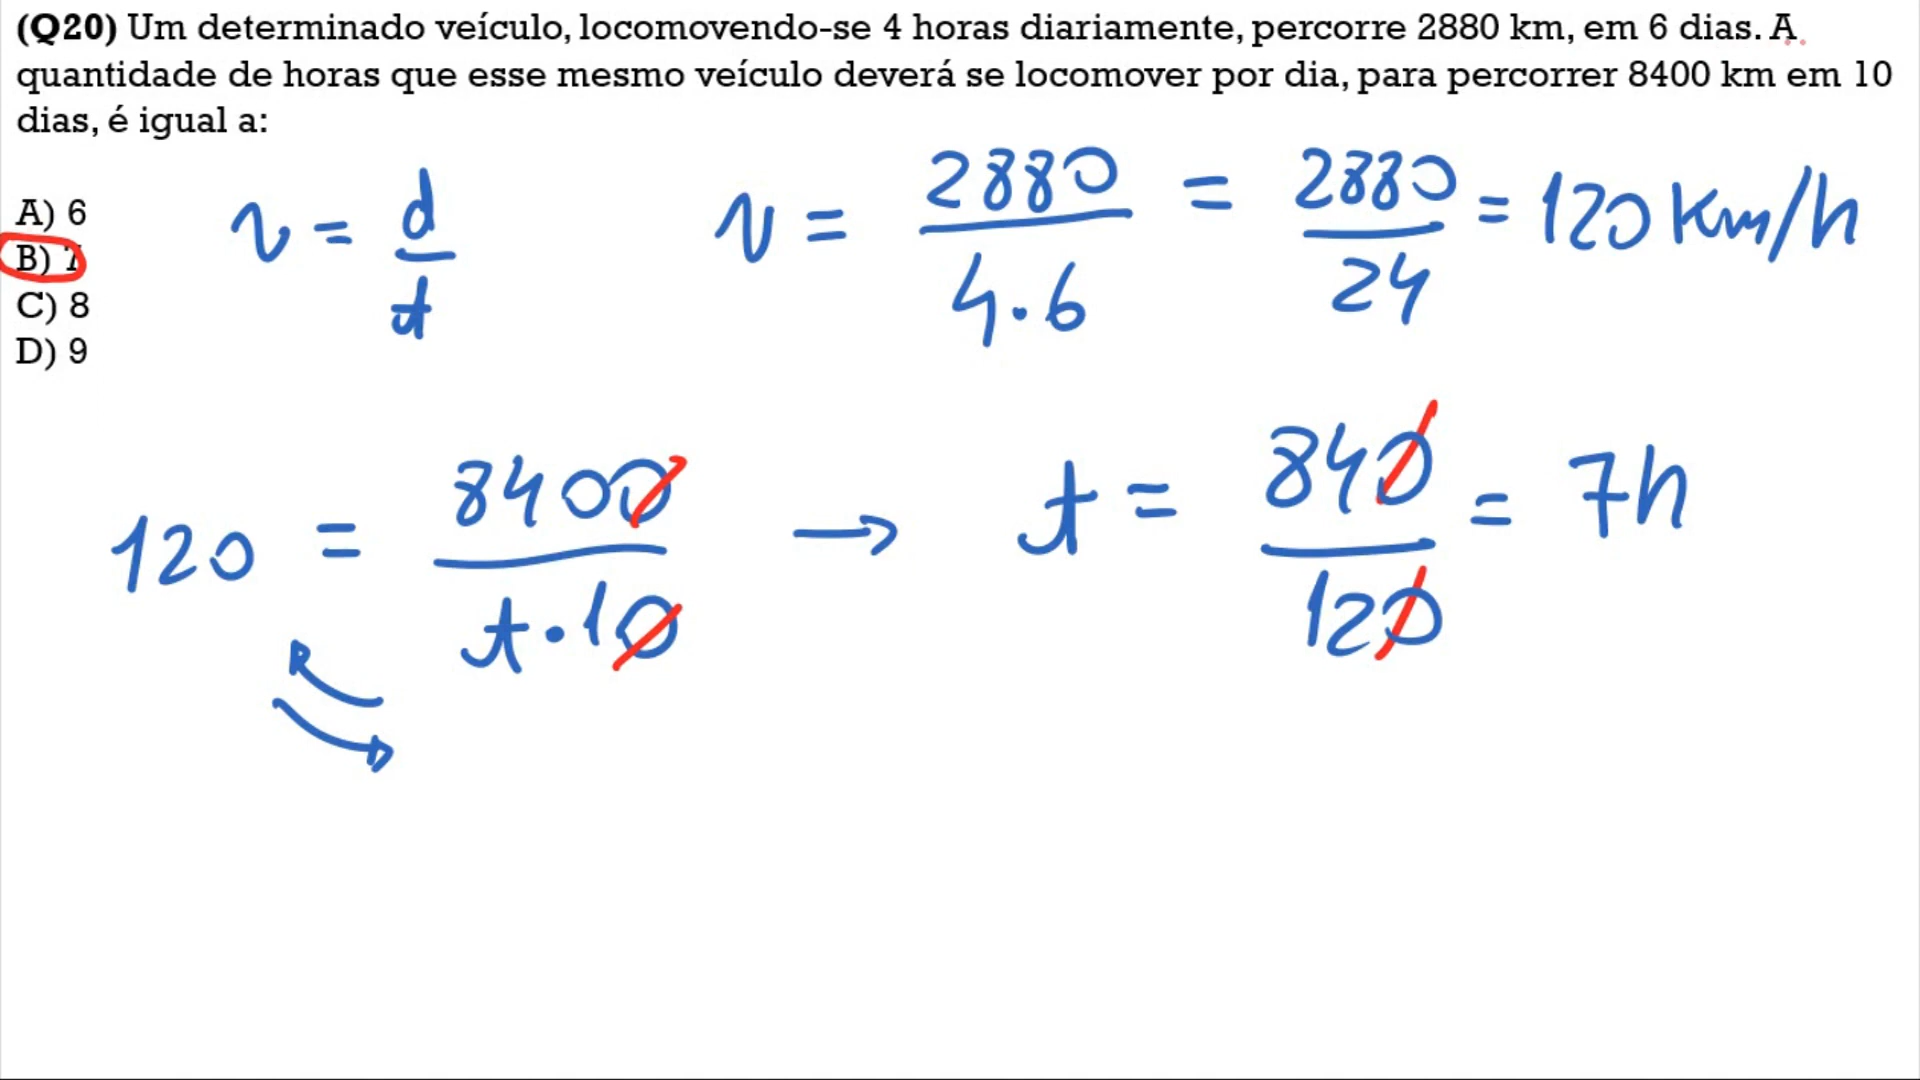 (Q20) Um determinado veículo, locomovendo-se 4 horas diariamente, percorre 2880 km, em 6 dias. A
quantidade de horas que esse mesmo veículo deverá se locomover por dia, para percorrer 8400 km em 10
dias, é igual a:
A) 6
B) 7
C) 8
D) 9
v = d/t
v = 2880/4·6 = 2880/24 = 120 Km/h
120 = 8400/t·10 → t = 840/120 = 7h